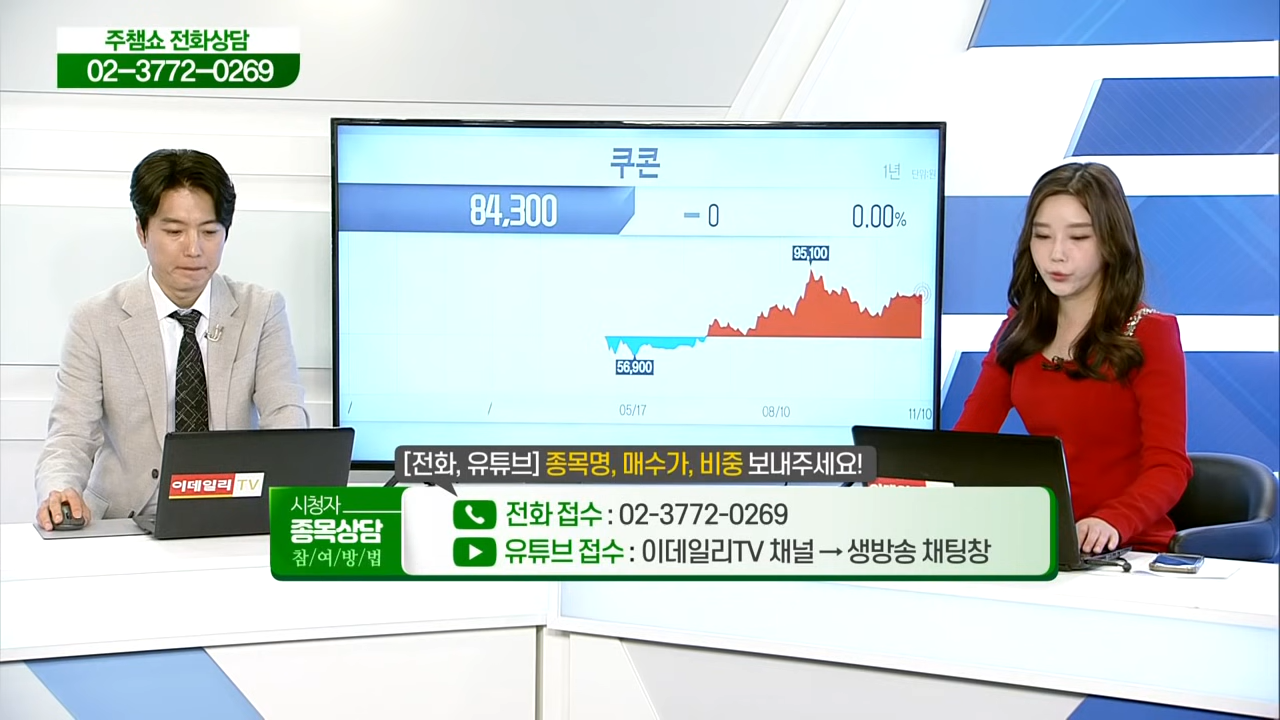 주챔쇼 전화상담
02-3772-0269
쿠콘
1년 단위:원
84,300
0
0.00%
95,100
56,900
/ / 05/17 08/10 11/10
이데일리TV
[전화, 유튜브] 종목명, 매수가, 비중 보내주세요!
시청자
종목상담
참/여/방/법
전화 접수 : 02-3772-0269
유튜브 접수 : 이데일리TV 채널 → 생방송 채팅창